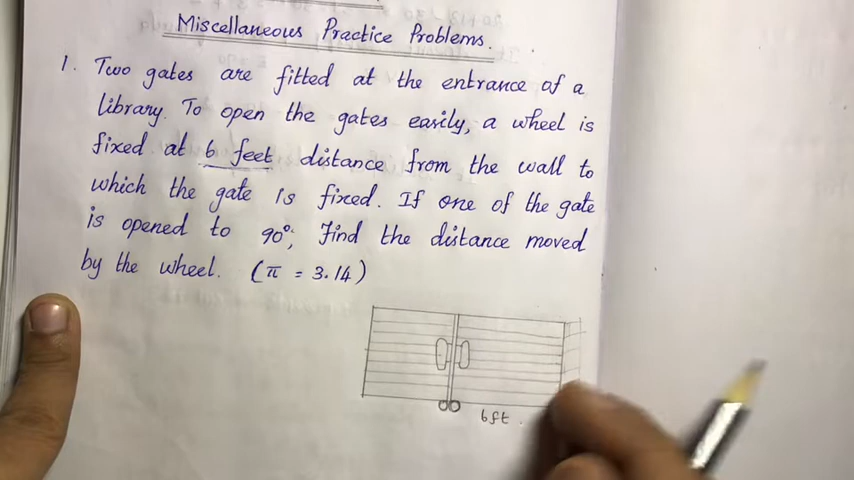 Miscellaneous Practice Problems.
1. Two gates are fitted at the entrance of a
library. To open the gates easily, a wheel is
fixed at 6 feet distance from the wall to
which the gate is fixed. If one of the gate
is opened to 90°, Find the distance moved
by the wheel. (π = 3.14)
6ft.